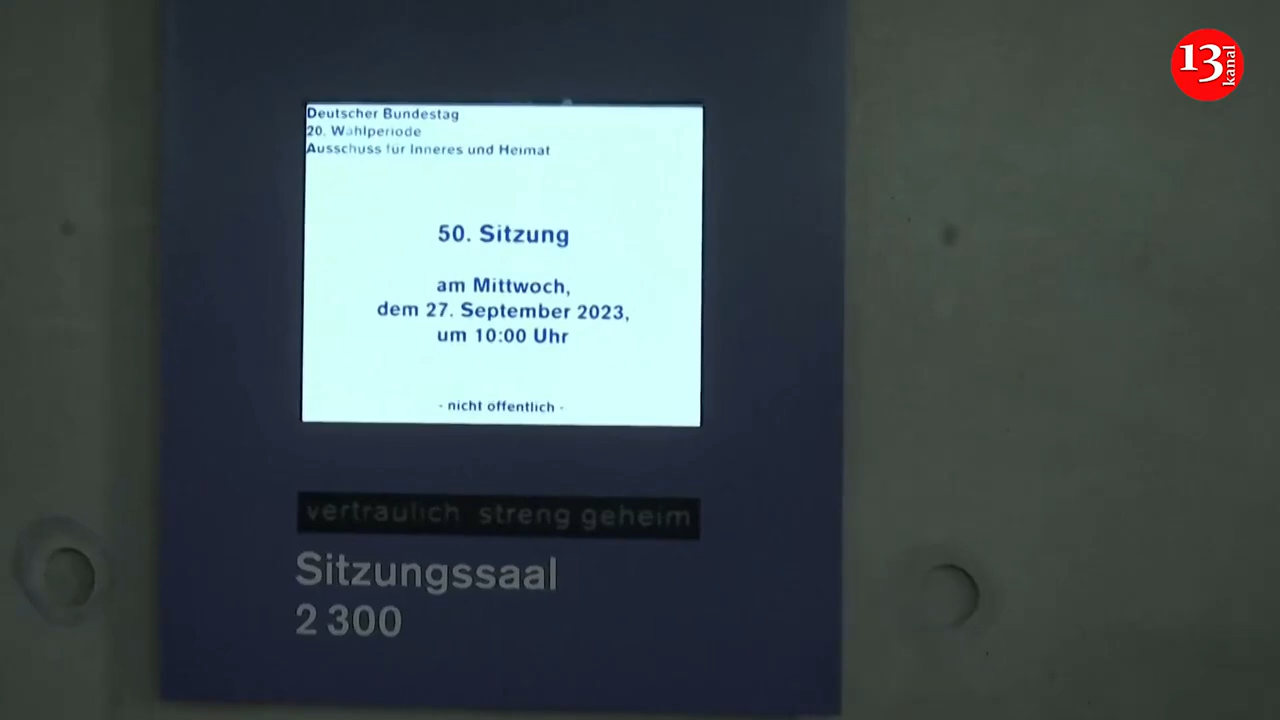 13 kanal
Deutscher Bundestag
20. Wahlperiode
Ausschuss für Inneres und Heimat
50. Sitzung
am Mittwoch,
dem 27. September 2023,
um 10:00 Uhr
- nicht öffentlich -
vertraulich streng geheim
Sitzungssaal
2 300